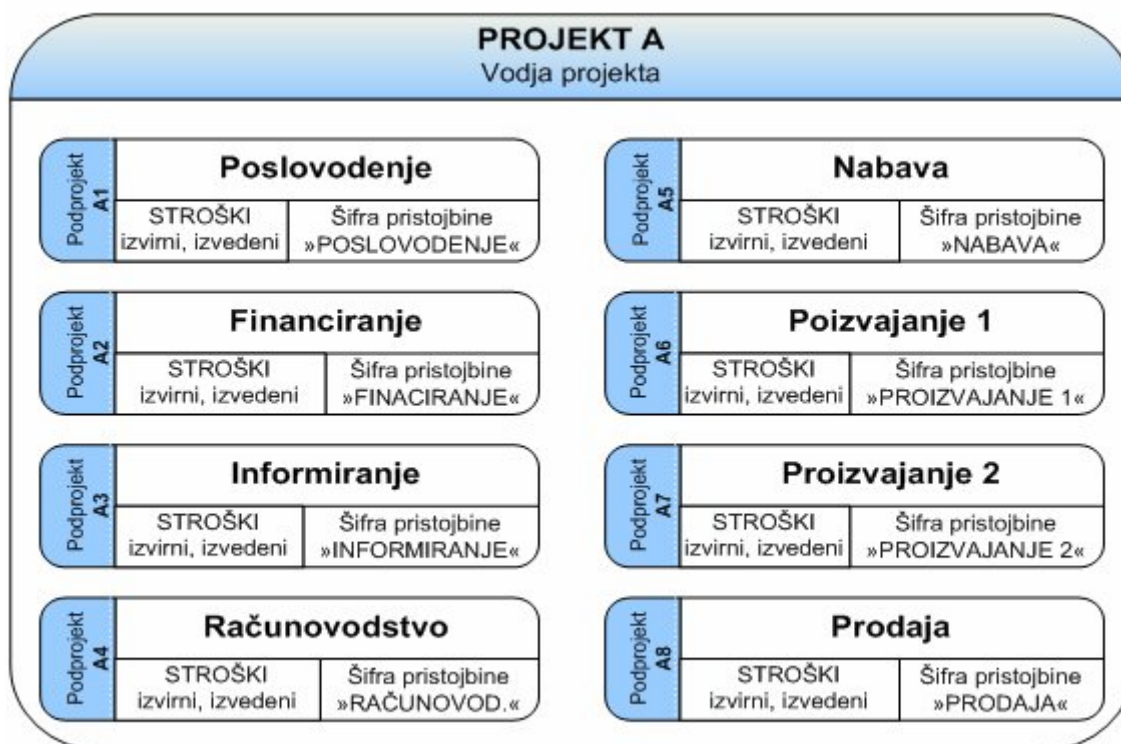 PROJEKT A
Vodja projekta
Podprojekt
A1
Poslovodenje
STROŠKI
izvirni, izvedeni
Šifra pristojbine
»POSLOVODENJE«
Podprojekt
A2
Financiranje
STROŠKI
izvirni, izvedeni
Šifra pristojbine
»FINACIRANJE«
Podprojekt
A3
Informiranje
STROŠKI
izvirni, izvedeni
Šifra pristojbine
»INFORMIRANJE«
Podprojekt
A4
Računovodstvo
STROŠKI
izvirni, izvedeni
Šifra pristojbine
»RAČUNOVOD.«
Podprojekt
A5
Nabava
STROŠKI
izvirni, izvedeni
Šifra pristojbine
»NABAVA«
Podprojekt
A6
Poizvajanje 1
STROŠKI
izvirni, izvedeni
Šifra pristojbine
»PROIZVAJANJE 1«
Podprojekt
A7
Proizvajanje 2
STROŠKI
izvirni, izvedeni
Šifra pristojbine
»PROIZVAJANJE 2«
Podprojekt
A8
Prodaja
STROŠKI
izvirni, izvedeni
Šifra pristojbine
»PRODAJA«